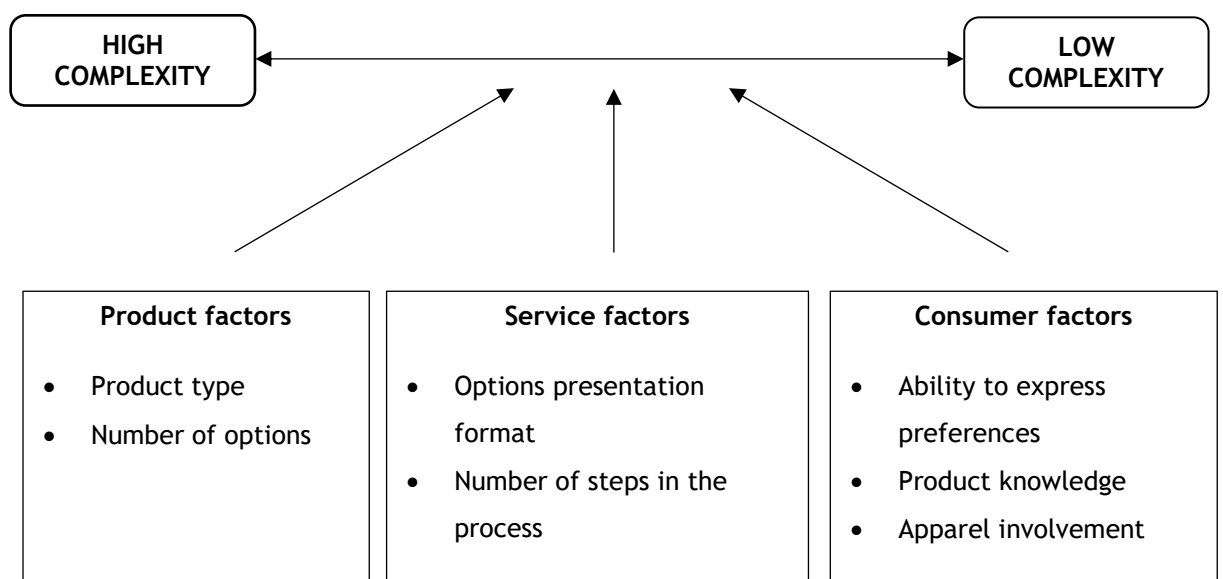 HIGH
COMPLEXITY
LOW
COMPLEXITY
Product factors
• Product type
• Number of options
Service factors
• Options presentation
format
• Number of steps in the
process
Consumer factors
• Ability to express
preferences
• Product knowledge
• Apparel involvement